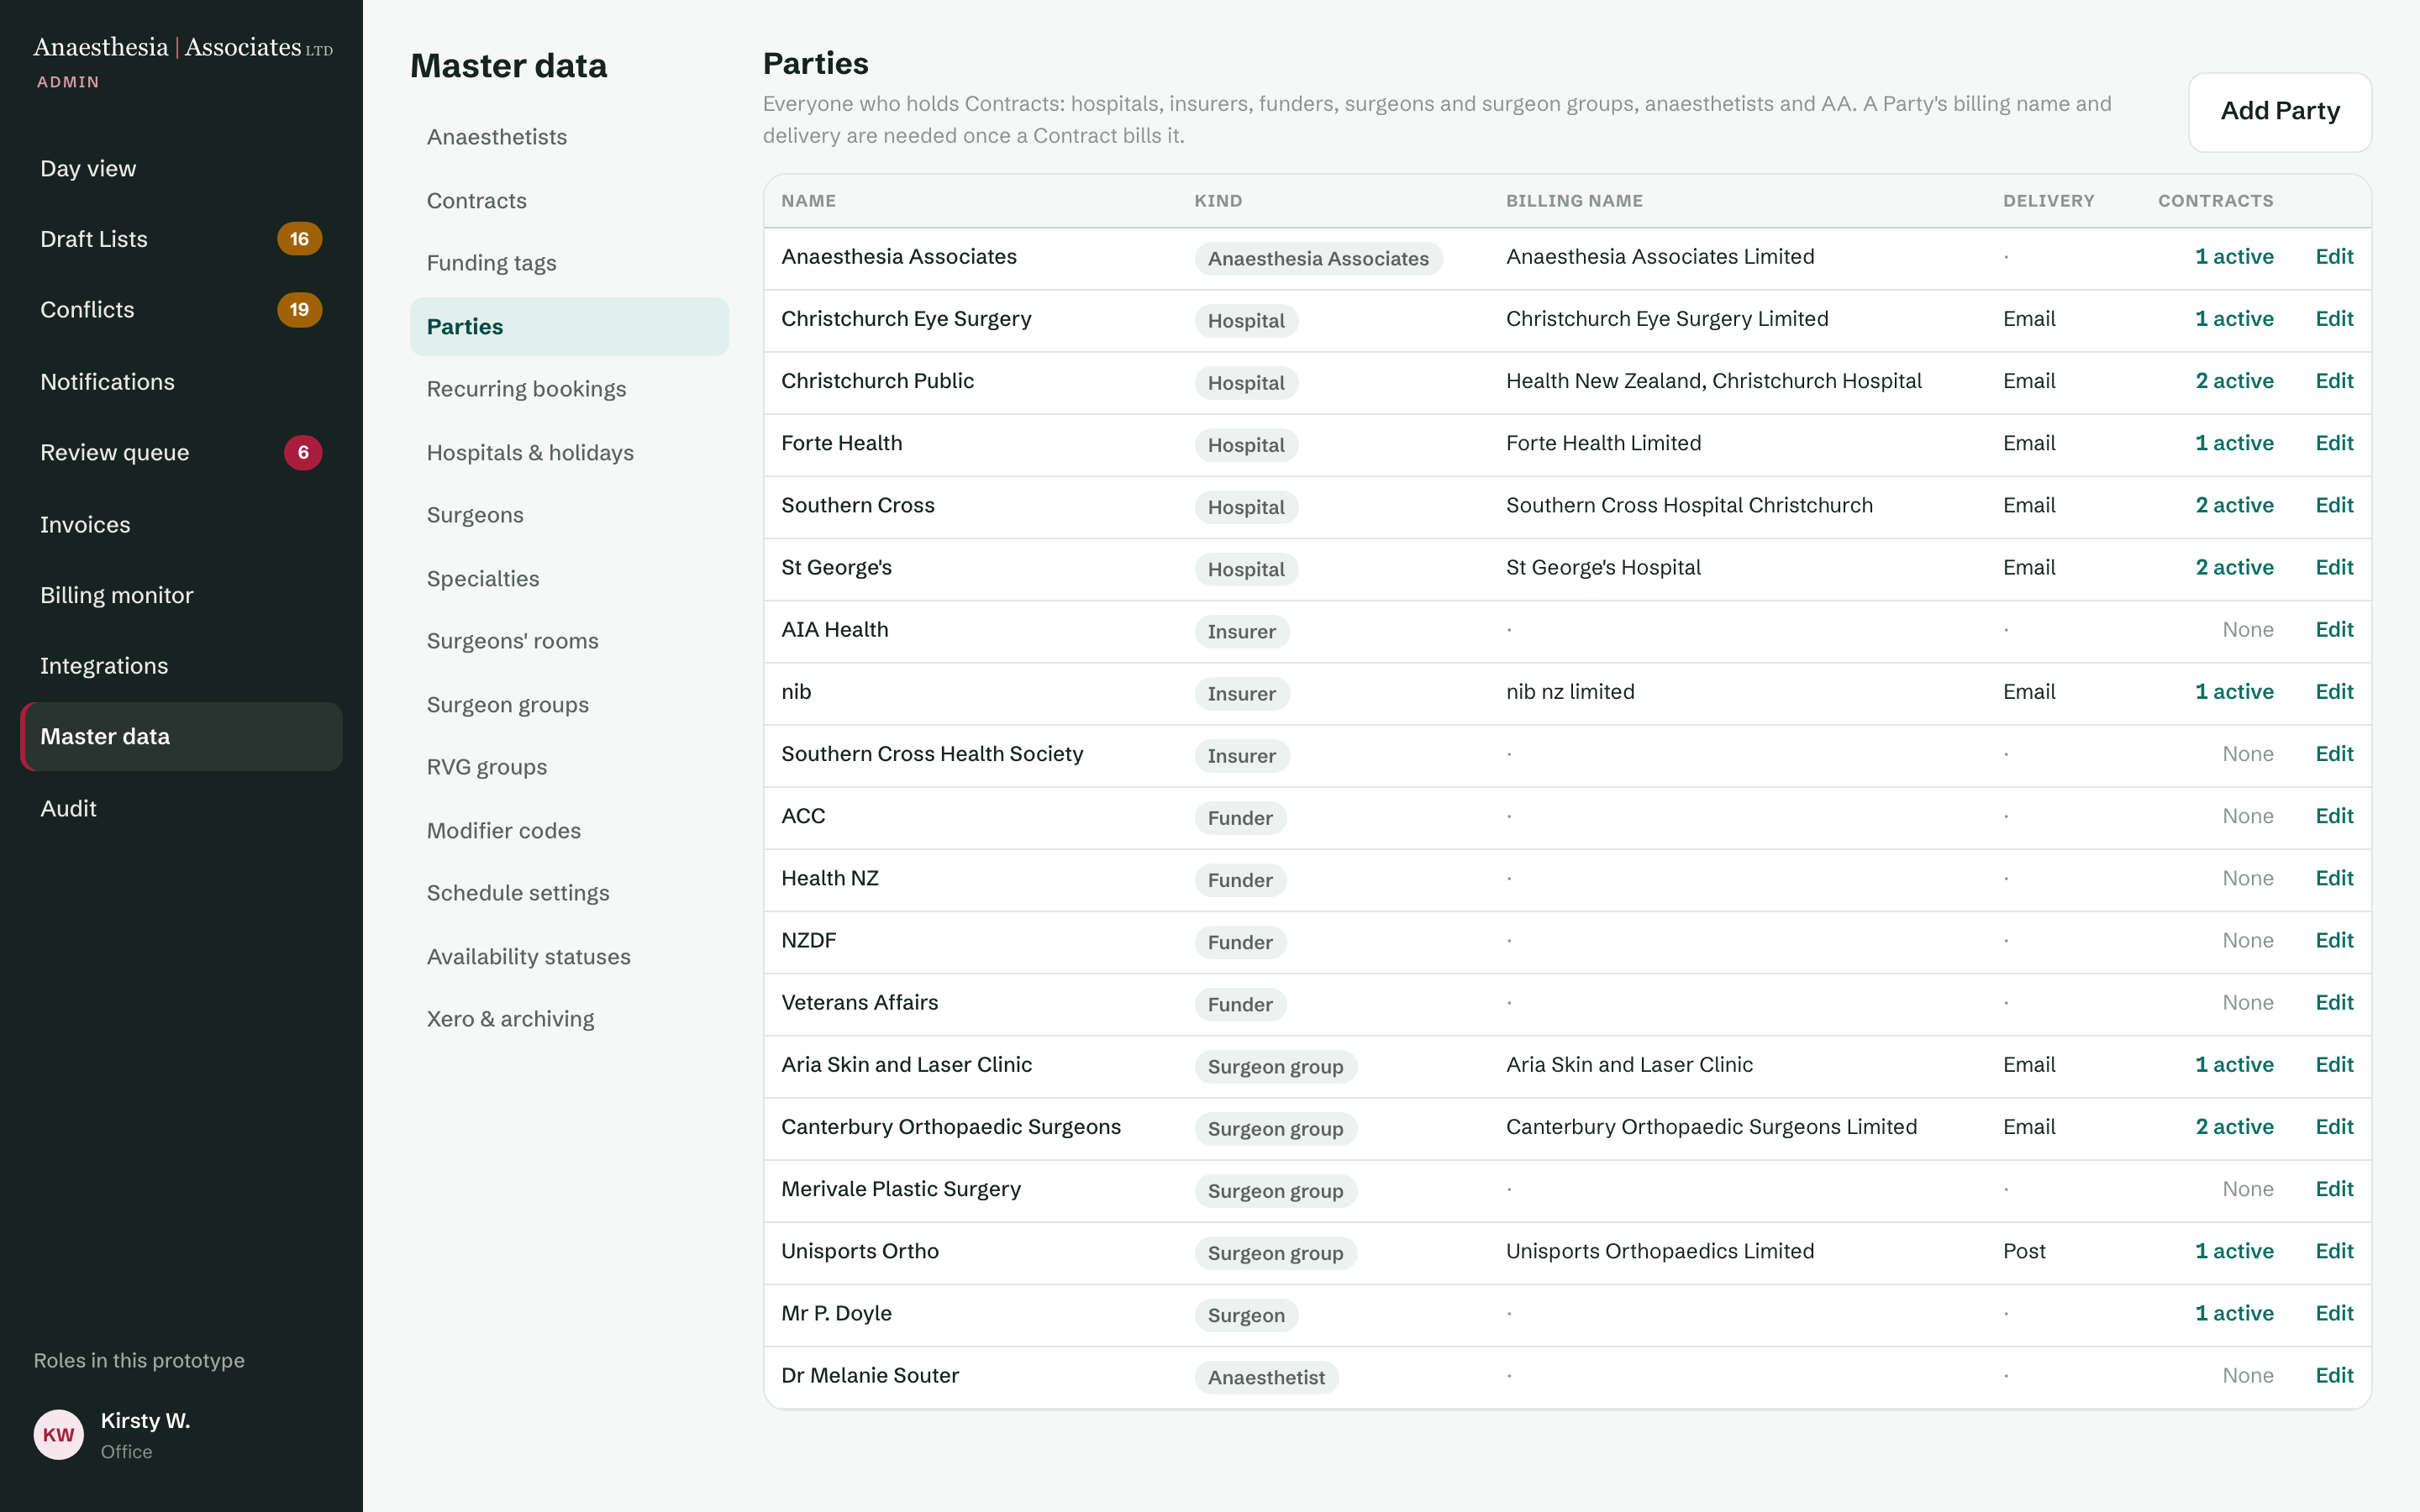 Anaesthesia | Associates LTD
ADMIN
Day view
Draft Lists 16
Conflicts 19
Notifications
Review queue 6
Invoices
Billing monitor
Integrations
Master data
Audit
Roles in this prototype
KW
Kirsty W.
Office
Master data
Anaesthetists
Contracts
Funding tags
Parties
Recurring bookings
Hospitals & holidays
Surgeons
Specialties
Surgeons' rooms
Surgeon groups
RVG groups
Modifier codes
Schedule settings
Availability statuses
Xero & archiving
Parties
Everyone who holds Contracts: hospitals, insurers, funders, surgeons and surgeon groups, anaesthetists and AA. A Party's billing name and
delivery are needed once a Contract bills it.
Add Party
NAME KIND BILLING NAME DELIVERY CONTRACTS
Anaesthesia Associates Anaesthesia Associates Anaesthesia Associates Limited · 1 active Edit
Christchurch Eye Surgery Hospital Christchurch Eye Surgery Limited Email 1 active Edit
Christchurch Public Hospital Health New Zealand, Christchurch Hospital Email 2 active Edit
Forte Health Hospital Forte Health Limited Email 1 active Edit
Southern Cross Hospital Southern Cross Hospital Christchurch Email 2 active Edit
St George's Hospital St George's Hospital Email 2 active Edit
AIA Health Insurer · · None Edit
nib Insurer nib nz limited Email 1 active Edit
Southern Cross Health Society Insurer · · None Edit
ACC Funder · · None Edit
Health NZ Funder · · None Edit
NZDF Funder · · None Edit
Veterans Affairs Funder · · None Edit
Aria Skin and Laser Clinic Surgeon group Aria Skin and Laser Clinic Email 1 active Edit
Canterbury Orthopaedic Surgeons Surgeon group Canterbury Orthopaedic Surgeons Limited Email 2 active Edit
Merivale Plastic Surgery Surgeon group · · None Edit
Unisports Ortho Surgeon group Unisports Orthopaedics Limited Post 1 active Edit
Mr P. Doyle Surgeon · · 1 active Edit
Dr Melanie Souter Anaesthetist · · None Edit